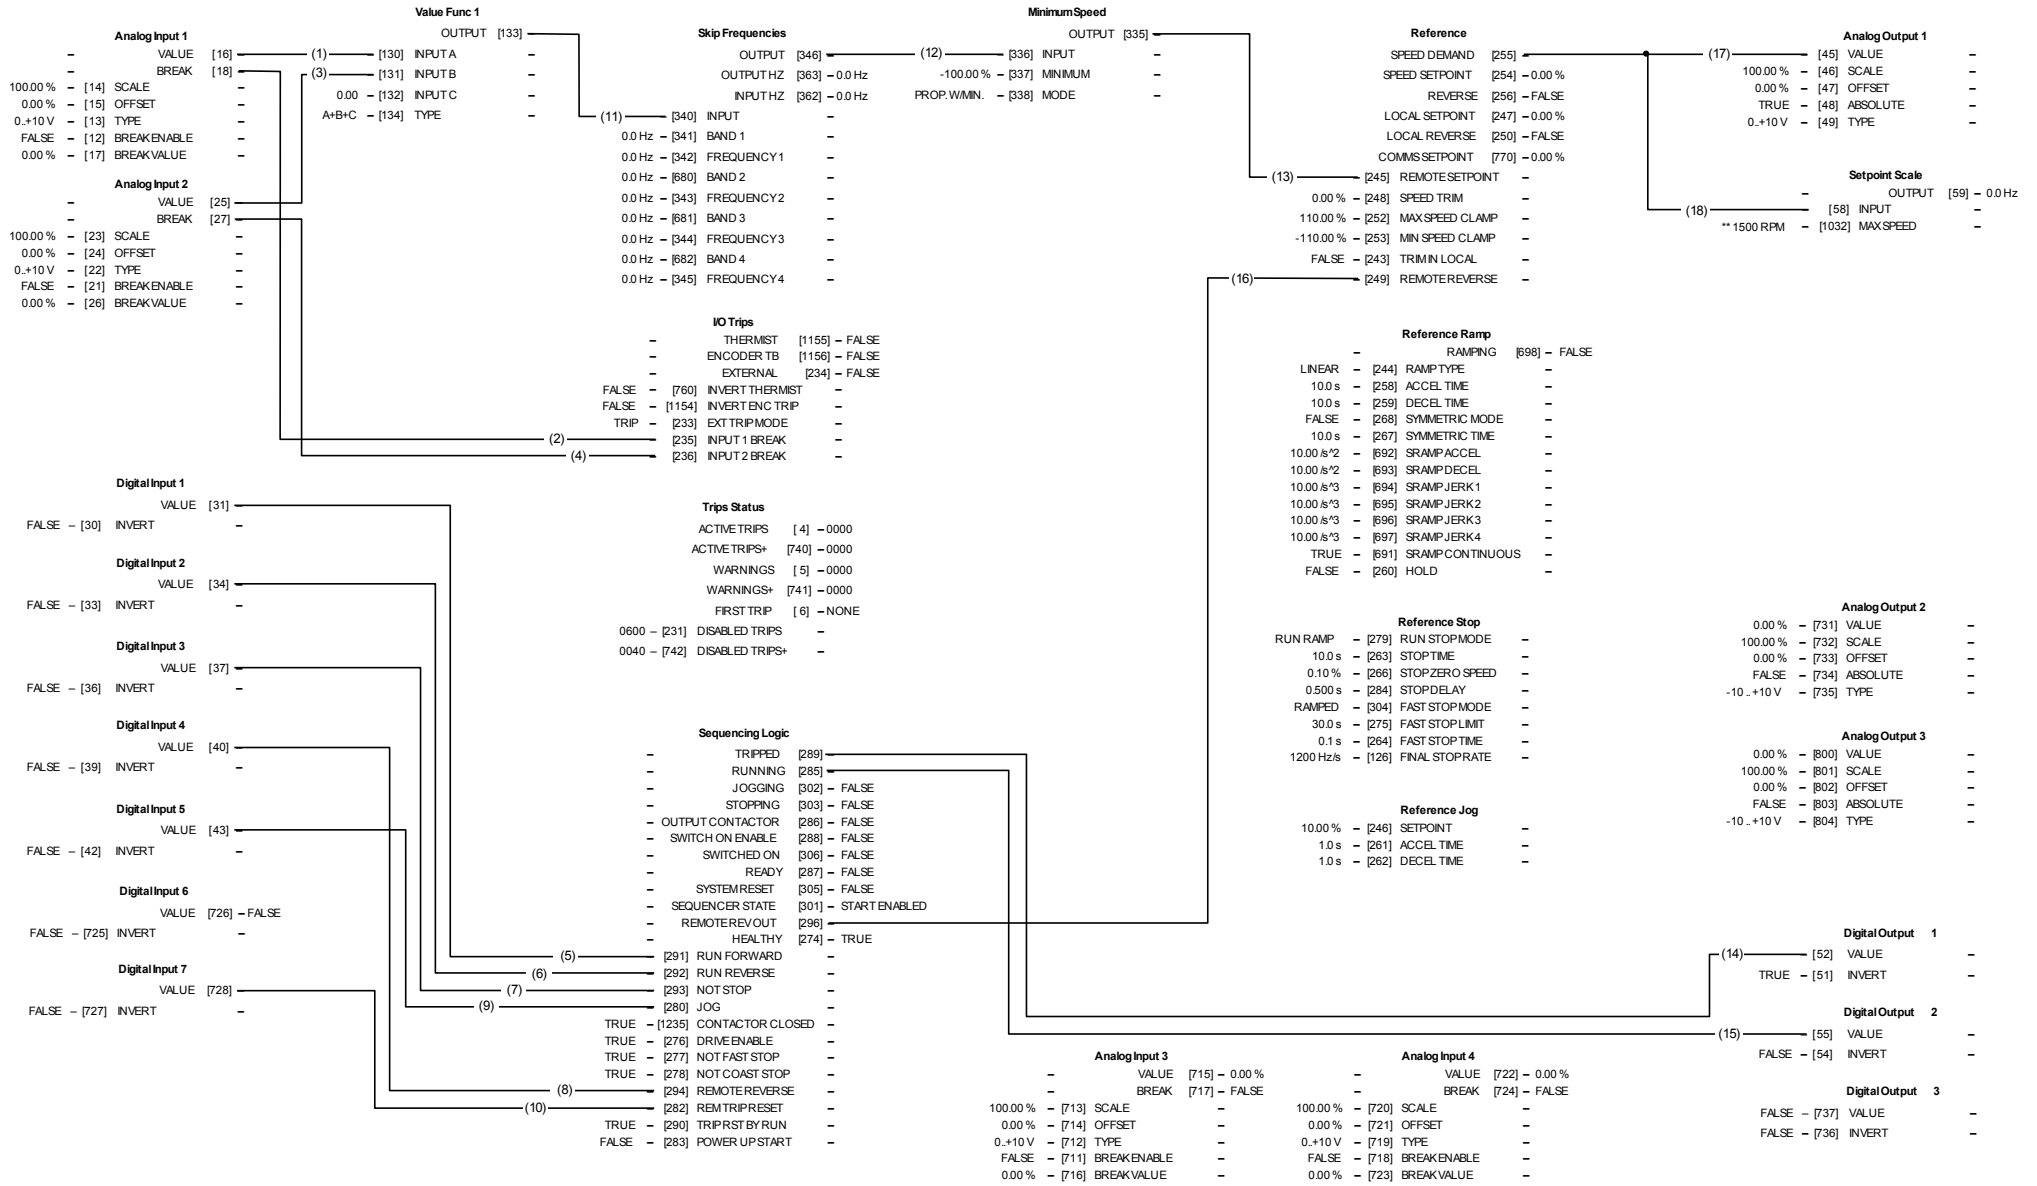 Analog Input 1
– VALUE [16] –
– BREAK [18] –
100.00 % – [14] SCALE –
0.00 % – [15] OFFSET –
0..+10 V – [13] TYPE –
FALSE – [12] BREAK ENABLE –
0.00 % – [17] BREAK VALUE –
Analog Input 2
– VALUE [25] –
– BREAK [27] –
100.00 % – [23] SCALE –
0.00 % – [24] OFFSET –
0..+10 V – [22] TYPE –
FALSE – [21] BREAK ENABLE –
0.00 % – [26] BREAK VALUE –
Digital Input 1
VALUE [31] –
FALSE – [30] INVERT –
Digital Input 2
VALUE [34] –
FALSE – [33] INVERT –
Digital Input 3
VALUE [37] –
FALSE – [36] INVERT –
Digital Input 4
VALUE [40] –
FALSE – [39] INVERT –
Digital Input 5
VALUE [43] –
FALSE – [42] INVERT –
Digital Input 6
VALUE [726] – FALSE
FALSE – [725] INVERT –
Digital Input 7
VALUE [728] –
FALSE – [727] INVERT –
Value Func 1
OUTPUT [133] –
(1) – [130] INPUT A –
(3) – [131] INPUT B –
0.00 – [132] INPUT C –
A+B+C – [134] TYPE –
Skip Frequencies
OUTPUT [346] –
OUTPUT HZ [363] – 0.0 Hz
INPUT HZ [362] – 0.0 Hz
(11) – [340] INPUT –
0.0 Hz – [341] BAND 1 –
0.0 Hz – [342] FREQUENCY 1 –
0.0 Hz – [680] BAND 2 –
0.0 Hz – [343] FREQUENCY 2 –
0.0 Hz – [681] BAND 3 –
0.0 Hz – [344] FREQUENCY 3 –
0.0 Hz – [682] BAND 4 –
0.0 Hz – [345] FREQUENCY 4 –
I/O Trips
– THERMIST [1155] – FALSE
– ENCODER TB [1156] – FALSE
– EXTERNAL [234] – FALSE
FALSE – [760] INVERT THERMIST –
FALSE – [1154] INVERT ENC TRIP –
TRIP – [233] EXT TRIP MODE –
(2) – [235] INPUT 1 BREAK –
(4) – [236] INPUT 2 BREAK –
Trips Status
ACTIVE TRIPS [ 4] – 0000
ACTIVE TRIPS+ [740] – 0000
WARNINGS [ 5] – 0000
WARNINGS+ [741] – 0000
FIRST TRIP [ 6] – NONE
0600 – [231] DISABLED TRIPS –
0040 – [742] DISABLED TRIPS+ –
Sequencing Logic
– TRIPPED [289] –
– RUNNING [285] –
– JOGGING [302] – FALSE
– STOPPING [303] – FALSE
– OUTPUT CONTACTOR [286] – FALSE
– SWITCH ON ENABLE [288] – FALSE
– SWITCHED ON [306] – FALSE
– READY [287] – FALSE
– SYSTEM RESET [305] – FALSE
– SEQUENCER STATE [301] – START ENABLED
– REMOTE REV OUT [296] –
– HEALTHY [274] – TRUE
(5) – [291] RUN FORWARD –
(6) – [292] RUN REVERSE –
(7) – [293] NOT STOP –
(9) – [280] JOG –
TRUE – [1235] CONTACTOR CLOSED –
TRUE – [276] DRIVE ENABLE –
TRUE – [277] NOT FAST STOP –
TRUE – [278] NOT COAST STOP –
(8) – [294] REMOTE REVERSE –
(10) – [282] REM TRIP RESET –
TRUE – [290] TRIP RST BY RUN –
FALSE – [283] POWER UP START –
Minimum Speed
OUTPUT [335] –
(12) – [336] INPUT –
-100.00 % – [337] MINIMUM –
PROP. W/MIN. – [338] MODE –
Reference
SPEED DEMAND [255] –
SPEED SETPOINT [254] – 0.00 %
REVERSE [256] – FALSE
LOCAL SETPOINT [247] – 0.00 %
LOCAL REVERSE [250] – FALSE
COMMS SETPOINT [770] – 0.00 %
(13) – [245] REMOTE SETPOINT –
0.00 % – [248] SPEED TRIM –
110.00 % – [252] MAX SPEED CLAMP –
-110.00 % – [253] MIN SPEED CLAMP –
FALSE – [243] TRIM IN LOCAL –
(16) – [249] REMOTE REVERSE –
Reference Ramp
– RAMPING [698] – FALSE
LINEAR – [244] RAMP TYPE –
10.0 s – [258] ACCEL TIME –
10.0 s – [259] DECEL TIME –
FALSE – [268] SYMMETRIC MODE –
10.0 s – [267] SYMMETRIC TIME –
10.00 /s^2 – [692] SRAMP ACCEL –
10.00 /s^2 – [693] SRAMP DECEL –
10.00 /s^3 – [694] SRAMP JERK 1 –
10.00 /s^3 – [695] SRAMP JERK 2 –
10.00 /s^3 – [696] SRAMP JERK 3 –
10.00 /s^3 – [697] SRAMP JERK 4 –
TRUE – [691] SRAMP CONTINUOUS –
FALSE – [260] HOLD –
Reference Stop
RUN RAMP – [279] RUN STOP MODE –
10.0 s – [263] STOP TIME –
0.10 % – [266] STOP ZERO SPEED –
0.500 s – [284] STOP DELAY –
RAMPED – [304] FAST STOP MODE –
30.0 s – [275] FAST STOP LIMIT –
0.1 s – [264] FAST STOP TIME –
1200 Hz/s – [126] FINAL STOP RATE –
Reference Jog
10.00 % – [246] SETPOINT –
1.0 s – [261] ACCEL TIME –
1.0 s – [262] DECEL TIME –
Analog Input 3
– VALUE [715] – 0.00 %
– BREAK [717] – FALSE
100.00 % – [713] SCALE –
0.00 % – [714] OFFSET –
0..+10 V – [712] TYPE –
FALSE – [711] BREAK ENABLE –
0.00 % – [716] BREAK VALUE –
Analog Input 4
– VALUE [722] – 0.00 %
– BREAK [724] – FALSE
100.00 % – [720] SCALE –
0.00 % – [721] OFFSET –
0..+10 V – [719] TYPE –
FALSE – [718] BREAK ENABLE –
0.00 % – [723] BREAK VALUE –
Analog Output 1
(17) – [45] VALUE –
100.00 % – [46] SCALE –
0.00 % – [47] OFFSET –
TRUE – [48] ABSOLUTE –
0..+10 V – [49] TYPE –
Setpoint Scale
– OUTPUT [59] – 0.0 Hz
(18) – [58] INPUT –
** 1500 RPM – [1032] MAX SPEED –
Analog Output 2
0.00 % – [731] VALUE –
100.00 % – [732] SCALE –
0.00 % – [733] OFFSET –
FALSE – [734] ABSOLUTE –
-10 ..+10 V – [735] TYPE –
Analog Output 3
0.00 % – [800] VALUE –
100.00 % – [801] SCALE –
0.00 % – [802] OFFSET –
FALSE – [803] ABSOLUTE –
-10 ..+10 V – [804] TYPE –
Digital Output 1
(14) – [52] VALUE –
TRUE – [51] INVERT –
Digital Output 2
(15) – [55] VALUE –
FALSE – [54] INVERT –
Digital Output 3
FALSE – [737] VALUE –
FALSE – [736] INVERT –